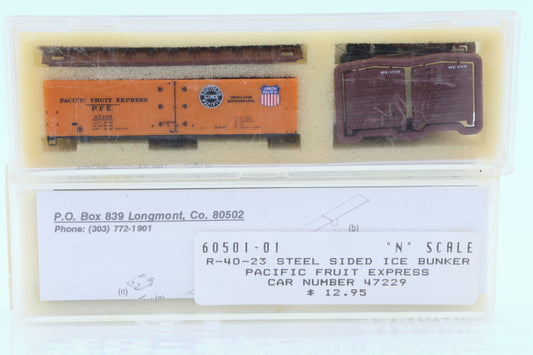 PACIFIC FRUIT EXPRESS
P.F.E.
47229
UNION PACIFIC
P.O. Box 839 Longmont, Co. 80502
Phone: (303) 772-1901
(b)
(n)
60501-01 "N" SCALE
R-40-23 STEEL SIDED ICE BUNKER
PACIFIC FRUIT EXPRESS
CAR NUMBER 47229
$ 12.95